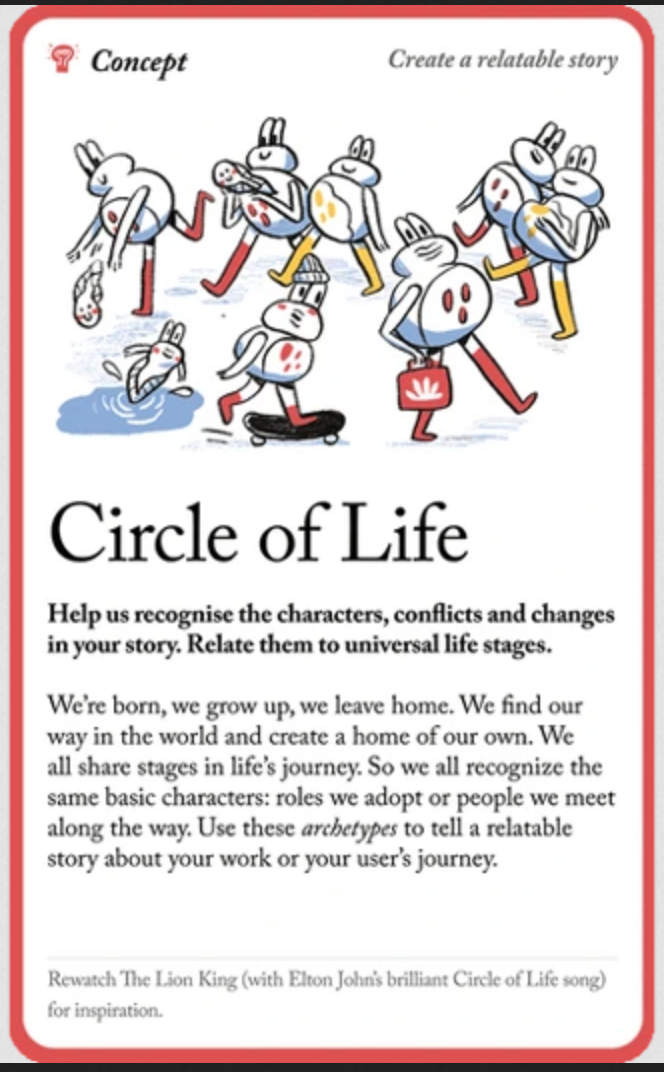 Concept
Create a relatable story
Circle of Life
Help us recognise the characters, conflicts and changes
in your story. Relate them to universal life stages.
We’re born, we grow up, we leave home. We find our
way in the world and create a home of our own. We
all share stages in life’s journey. So we all recognize the
same basic characters: roles we adopt or people we meet
along the way. Use these archetypes to tell a relatable
story about your work or your user’s journey.
Rewatch The Lion King (with Elton John’s brilliant Circle of Life song)
for inspiration.